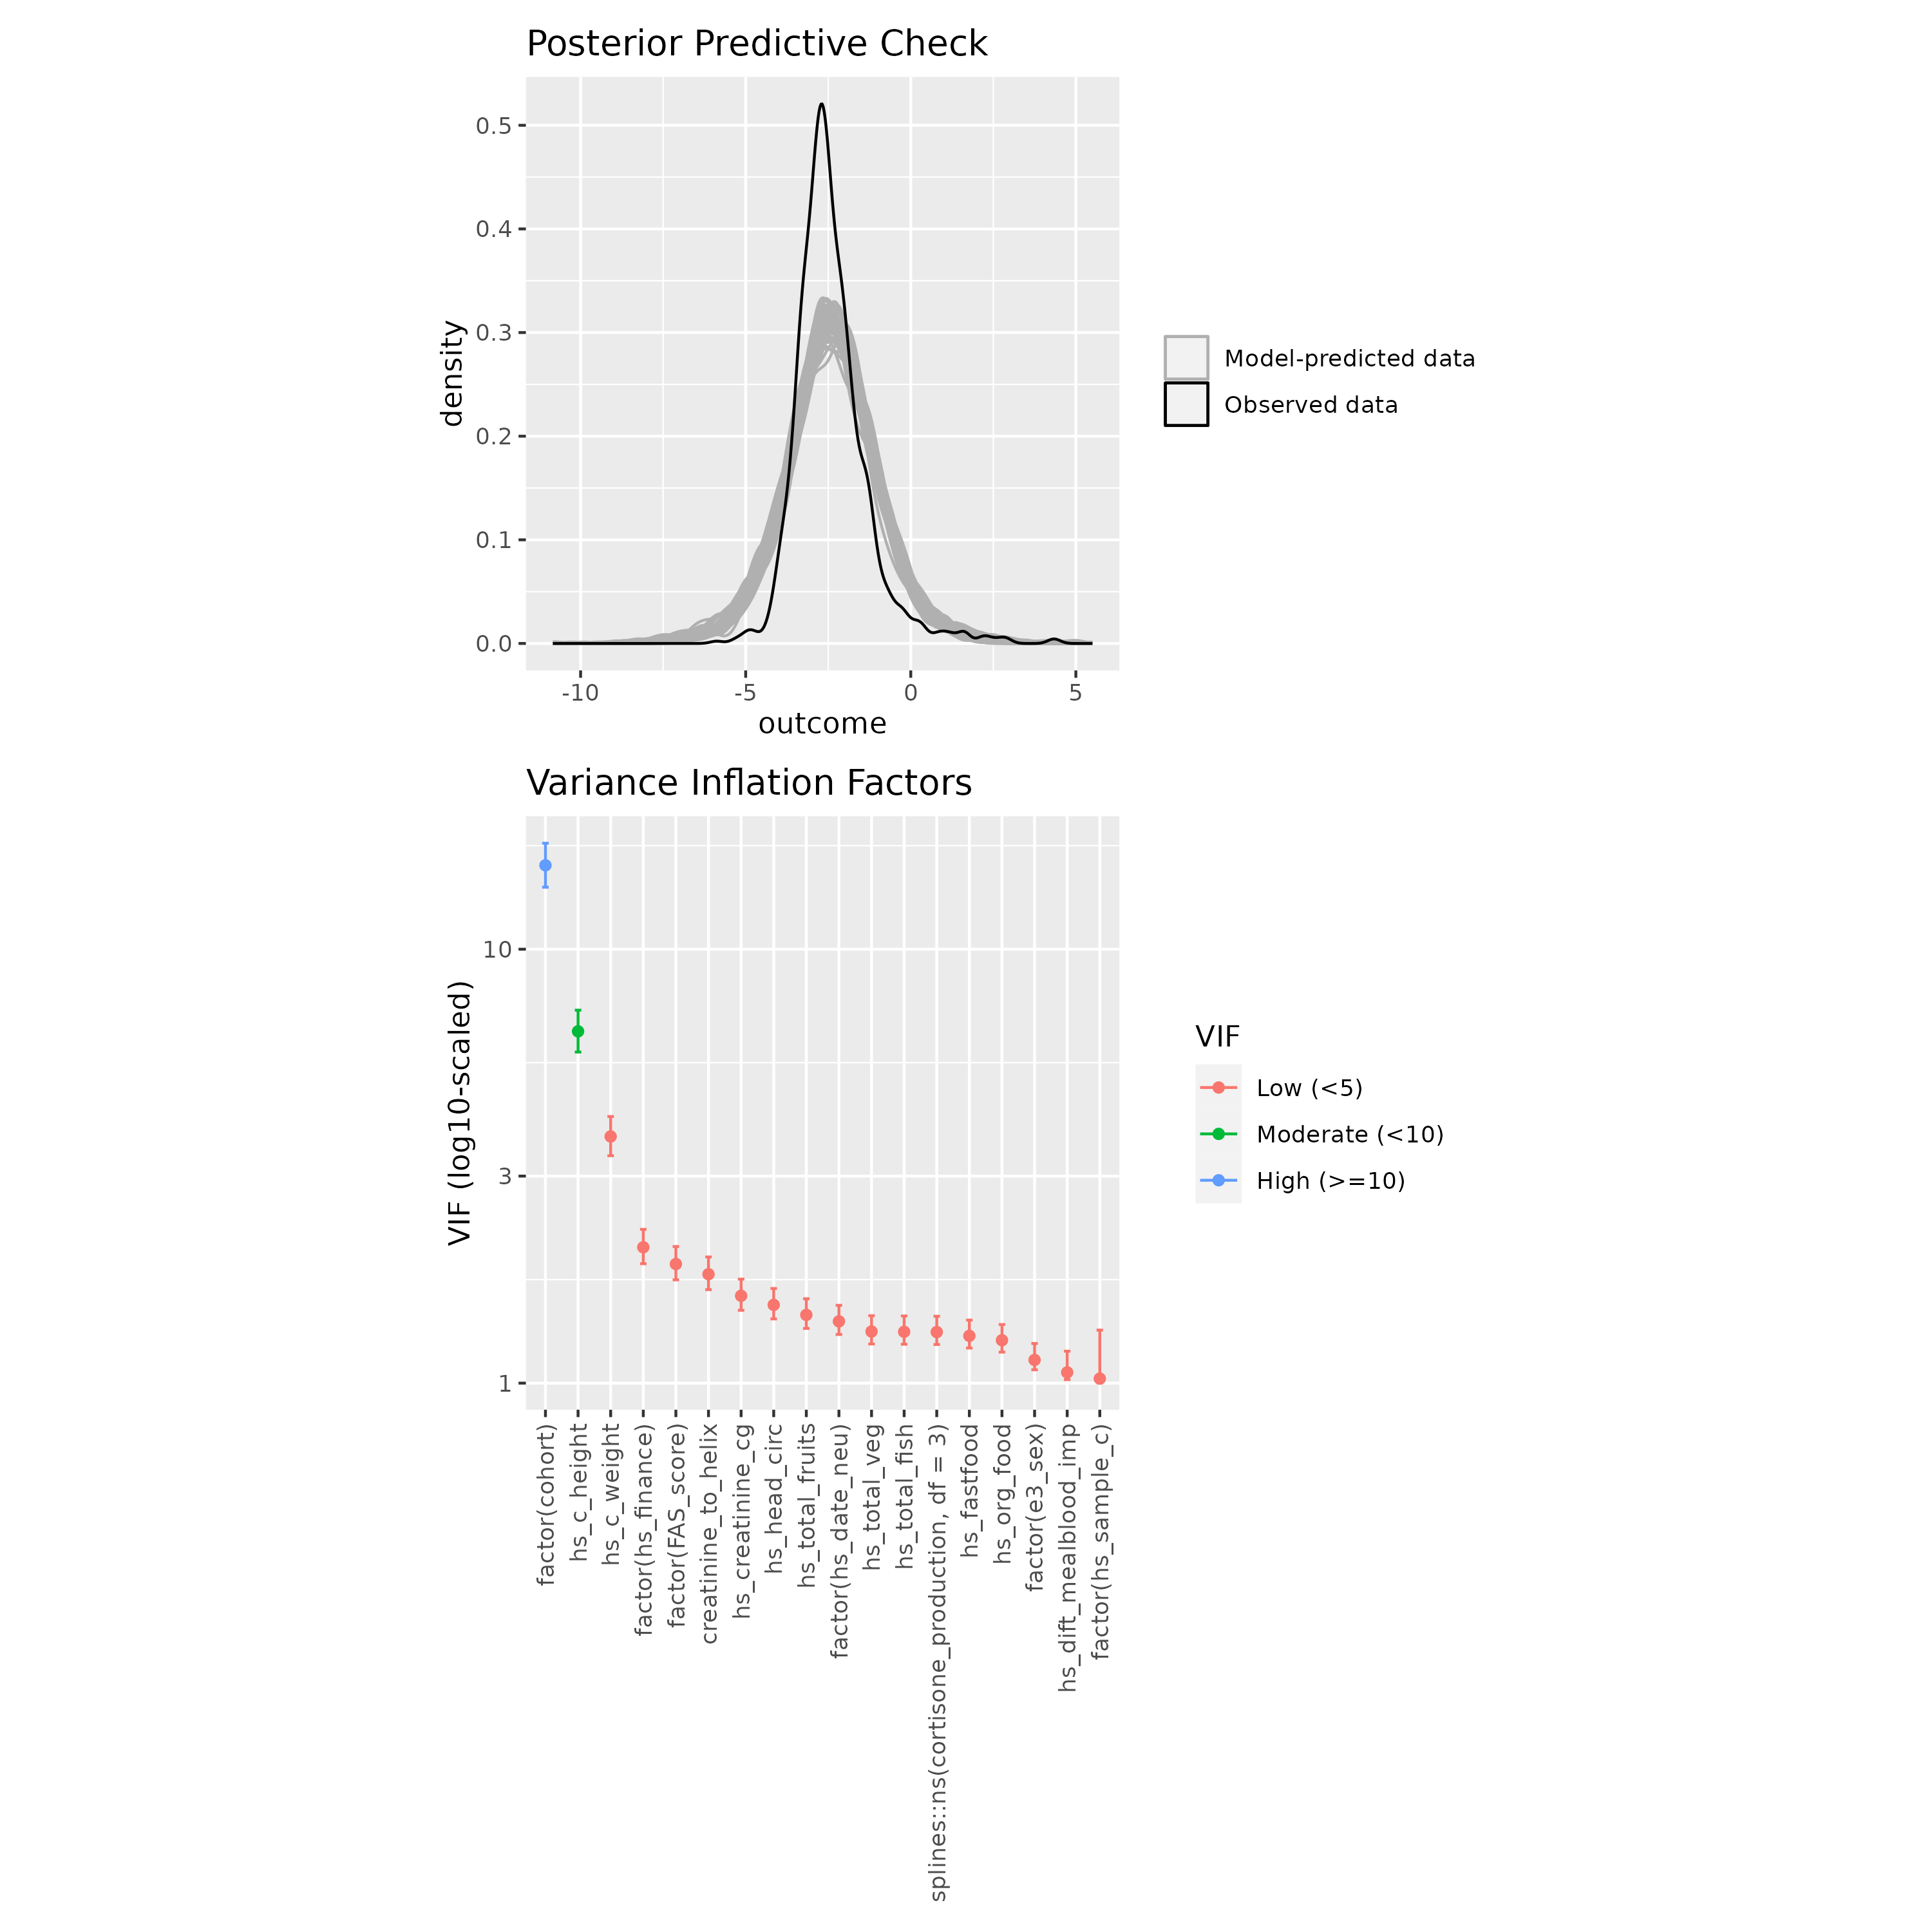 Posterior Predictive Check
density
0.5
0.4
0.3
0.2
0.1
0.0
-10
-5
0
5
outcome
Model-predicted data
Observed data
Variance Inflation Factors
VIF (log10-scaled)
10
3
1
factor(cohort)
hs_c_height
hs_c_weight
factor(hs_finance)
factor(FAS_score)
creatinine_to_helix
hs_creatinine_cg
hs_head_circ
hs_total_fruits
factor(hs_date_neu)
hs_total_veg
hs_total_fish
splines::ns(cortisone_production, df = 3)
hs_fastfood
hs_org_food
factor(e3_sex)
hs_dift_mealblood_imp
factor(hs_sample_c)
VIF
Low (<5)
Moderate (<10)
High (>=10)